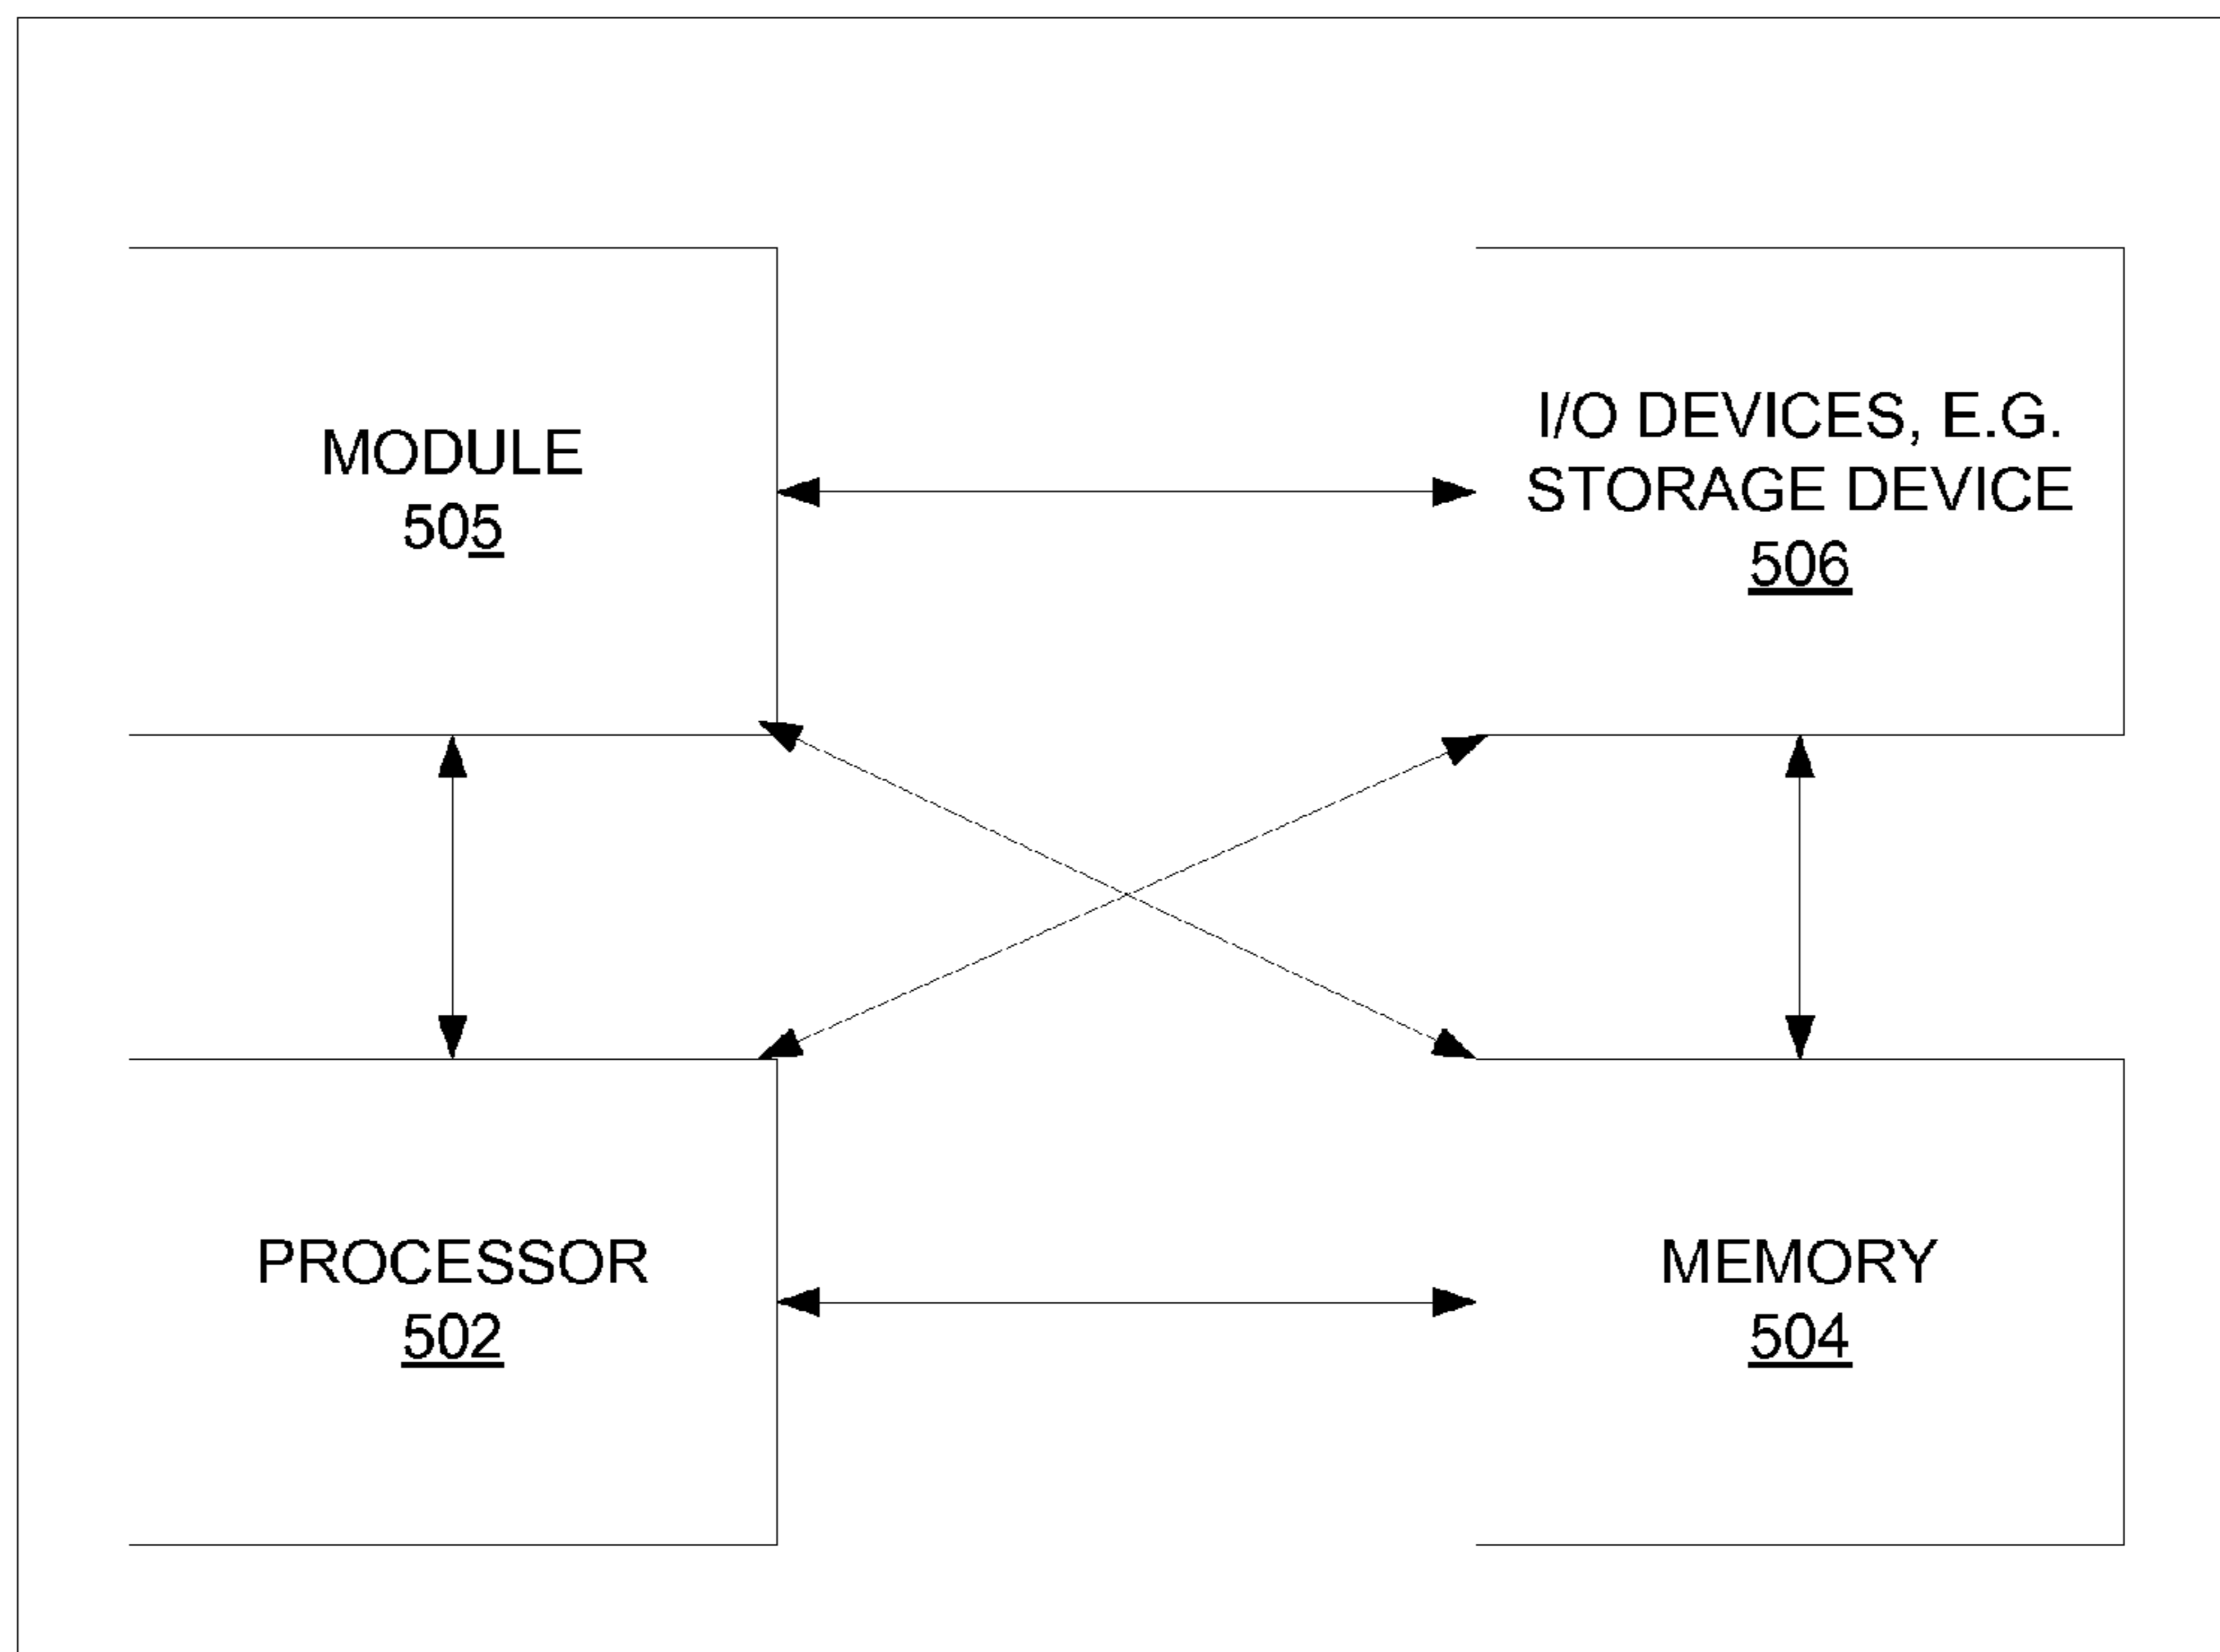 MODULE
505
I/O DEVICES, E.G.
STORAGE DEVICE
506
PROCESSOR
502
MEMORY
504